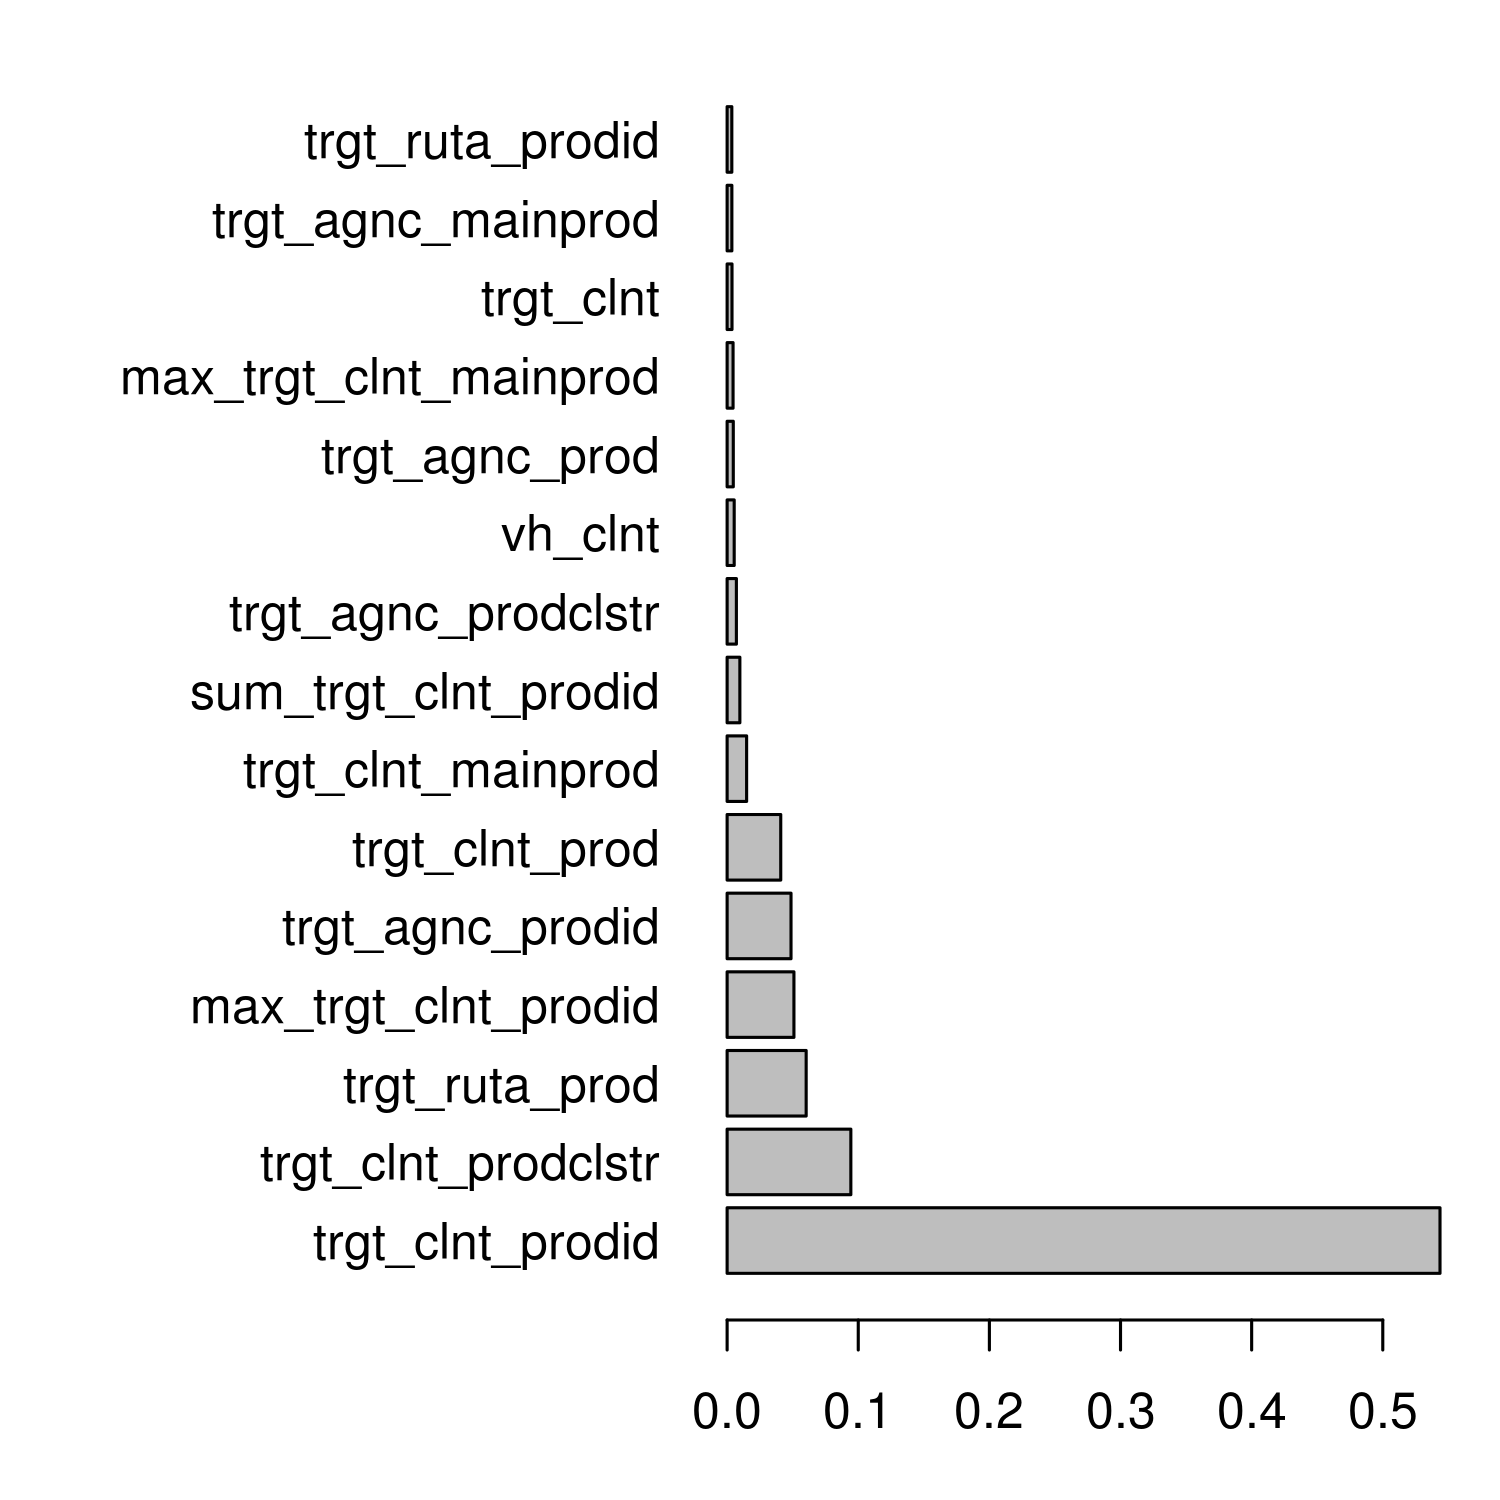 trgt_ruta_prodid
trgt_agnc_mainprod
trgt_clnt
max_trgt_clnt_mainprod
trgt_agnc_prod
vh_clnt
trgt_agnc_prodclstr
sum_trgt_clnt_prodid
trgt_clnt_mainprod
trgt_clnt_prod
trgt_agnc_prodid
max_trgt_clnt_prodid
trgt_ruta_prod
trgt_clnt_prodclstr
trgt_clnt_prodid
0.0 0.1 0.2 0.3 0.4 0.5